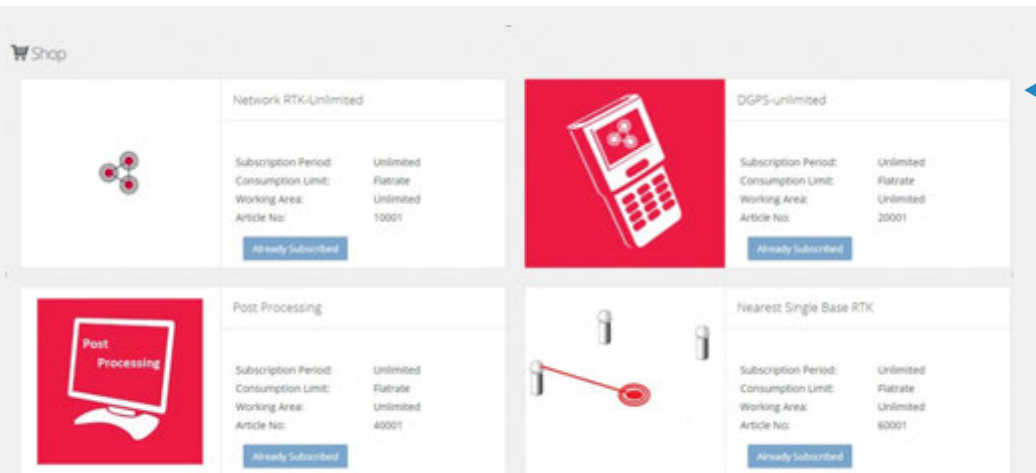 Shop
Network RTK-Unlimited
Subscription Period: Unlimited
Consumption Limit: Flatrate
Working Area: Unlimited
Article No: 10001
Already Subscribed
DGPS-unlimited
Subscription Period: Unlimited
Consumption Limit: Flatrate
Working Area: Unlimited
Article No: 20001
Already Subscribed
Post
Processing
Post Processing
Subscription Period: Unlimited
Consumption Limit: Flatrate
Working Area: Unlimited
Article No: 40001
Already Subscribed
Nearest Single Base RTK
Subscription Period: Unlimited
Consumption Limit: Flatrate
Working Area: Unlimited
Article No: 60001
Already Subscribed